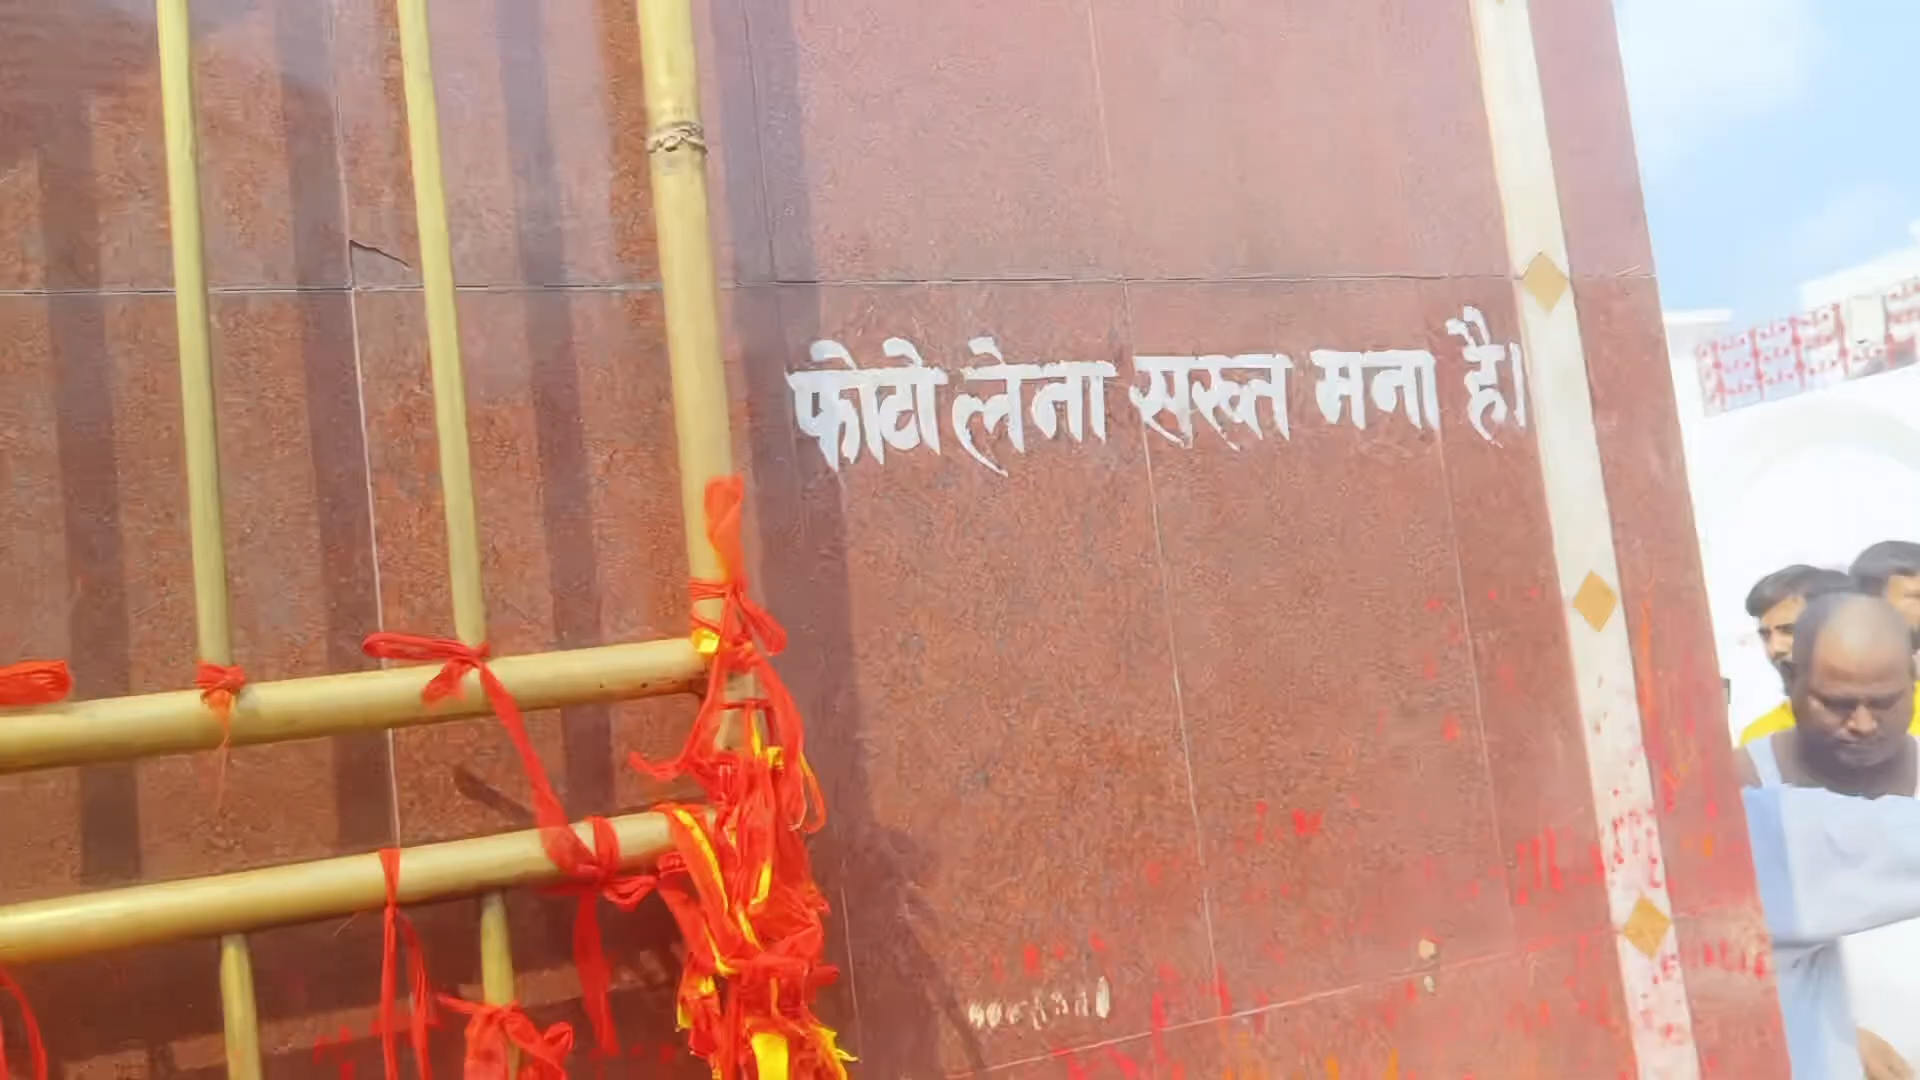 फोटो लेना सख्त मना है।